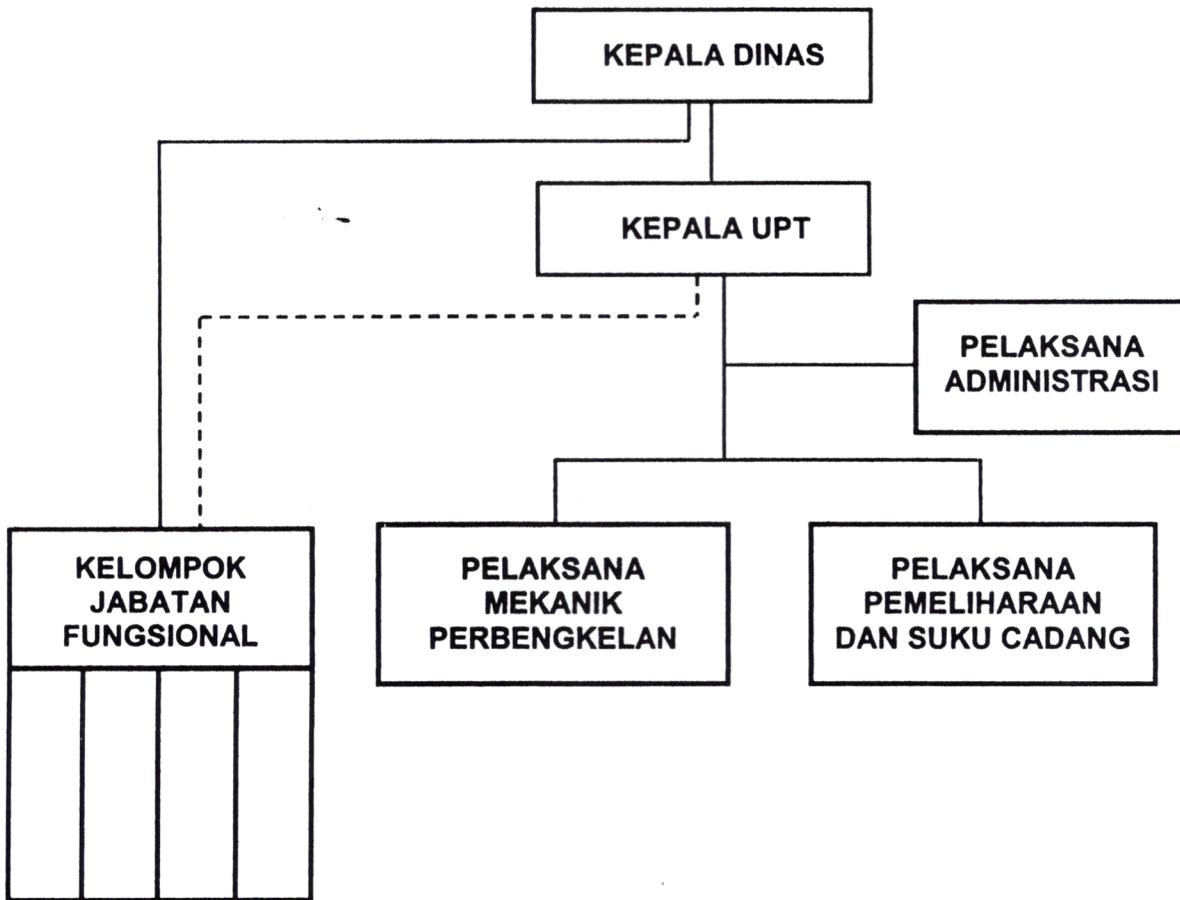 KEPALA DINAS
KEPALA UPT
PELAKSANA
ADMINISTRASI
KELOMPOK
JABATAN
FUNGSIONAL
PELAKSANA
MEKANIK
PERBENGKELAN
PELAKSANA
PEMELIHARAAN
DAN SUKU CADANG